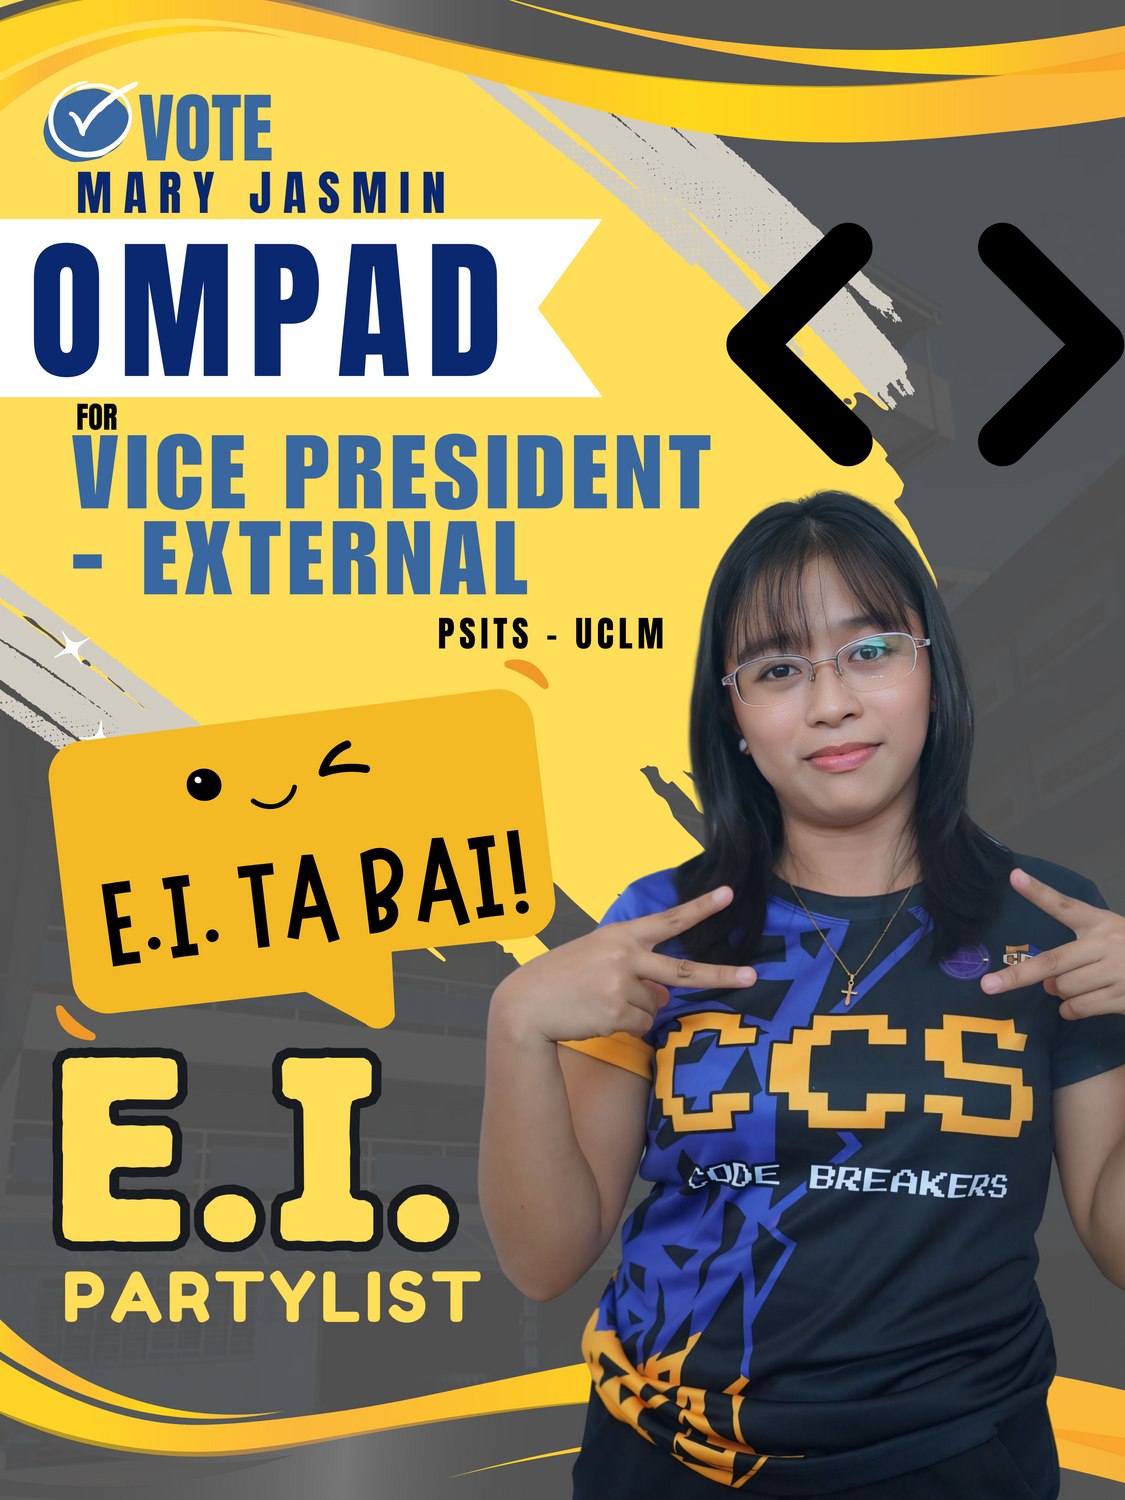 VOTE
MARY JASMIN
OMPAD
FOR
VICE PRESIDENT
- EXTERNAL
PSITS - UCLM
E.I. TA BAI!
E.I.
PARTYLIST
< >
CCS
CODE BREAKERS